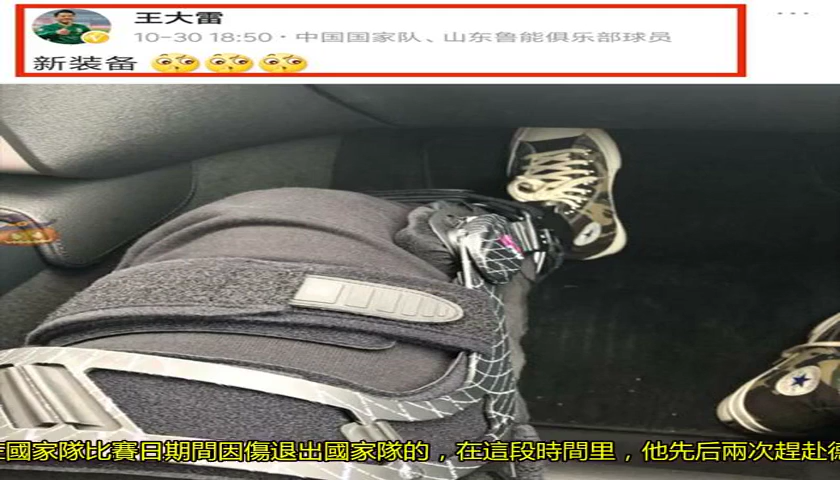 王大雷
10-30 18:50 · 中国国家队、山东鲁能俱乐部球员
新装备
國家隊比賽日期間因傷退出國家隊的，在這段時間里，他先后兩次趕赴德